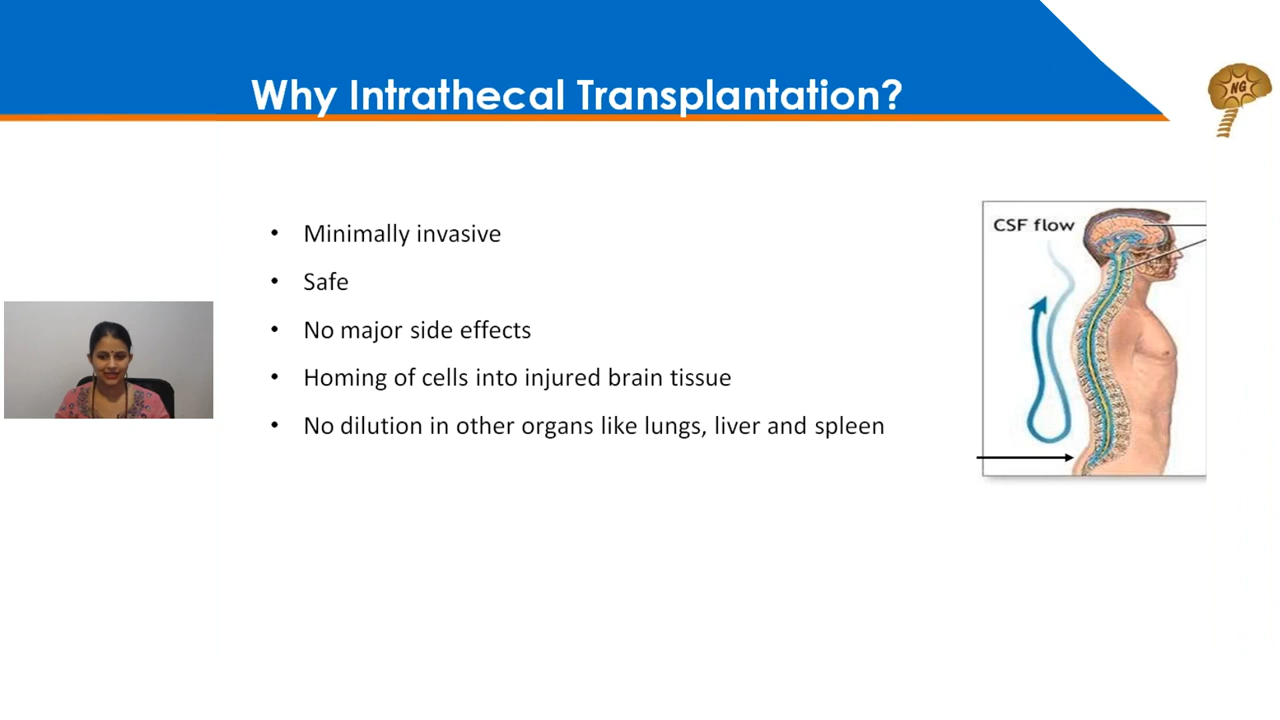 Why Intrathecal Transplantation?
NG
• Minimally invasive
• Safe
• No major side effects
• Homing of cells into injured brain tissue
• No dilution in other organs like lungs, liver and spleen
CSF flow